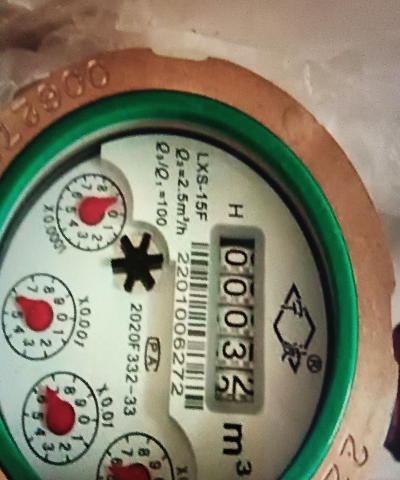 ®
H
00032
m³
LXS-15F
Q₃=2.5m³/h
Q₃/Q₁=100
2201006272
PA
2020F332-33
X0.0001
X0.001
X0.01